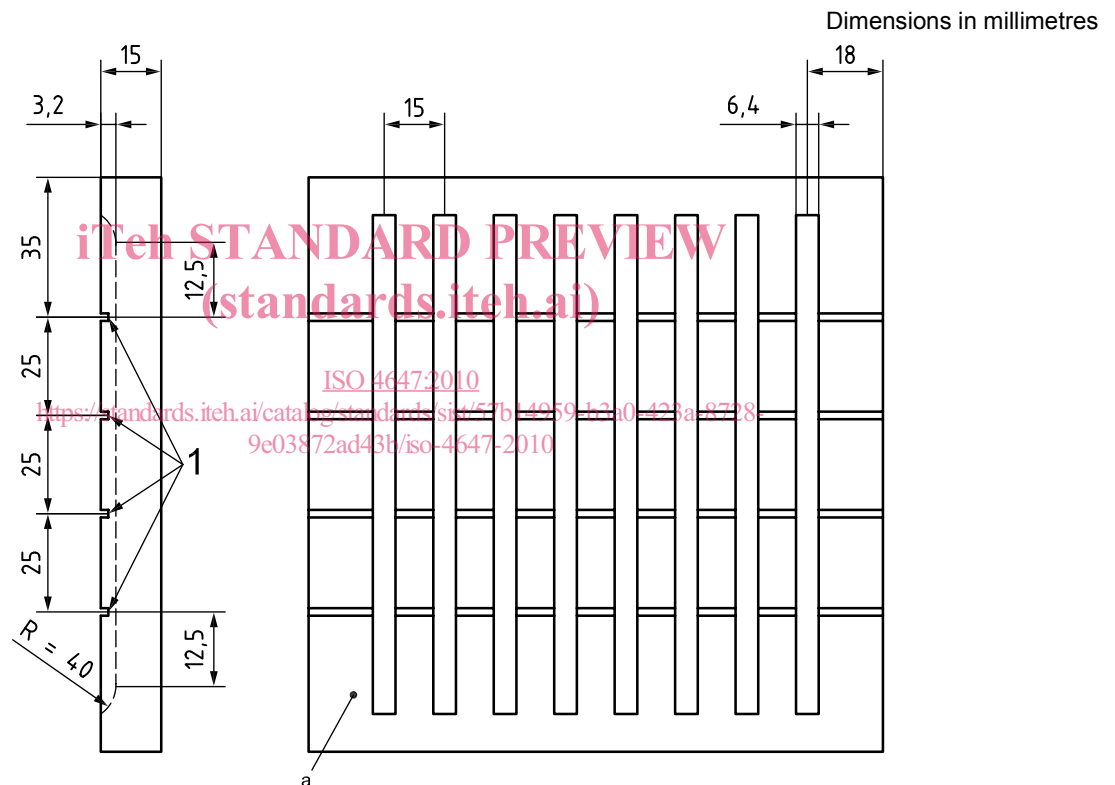 Dimensions in millimetres
15
18
3,2
15
6,4
35
12,5
iTeh STANDARD PREVIEW
(standards.iteh.ai)
25
ISO 4647:2010
https://standards.iteh.ai/catalog/standards/sist/57b14959-b3a0-423a-8728-
9e03872ad43b/iso-4647-2010
25
1
25
12,5
R = 40
a